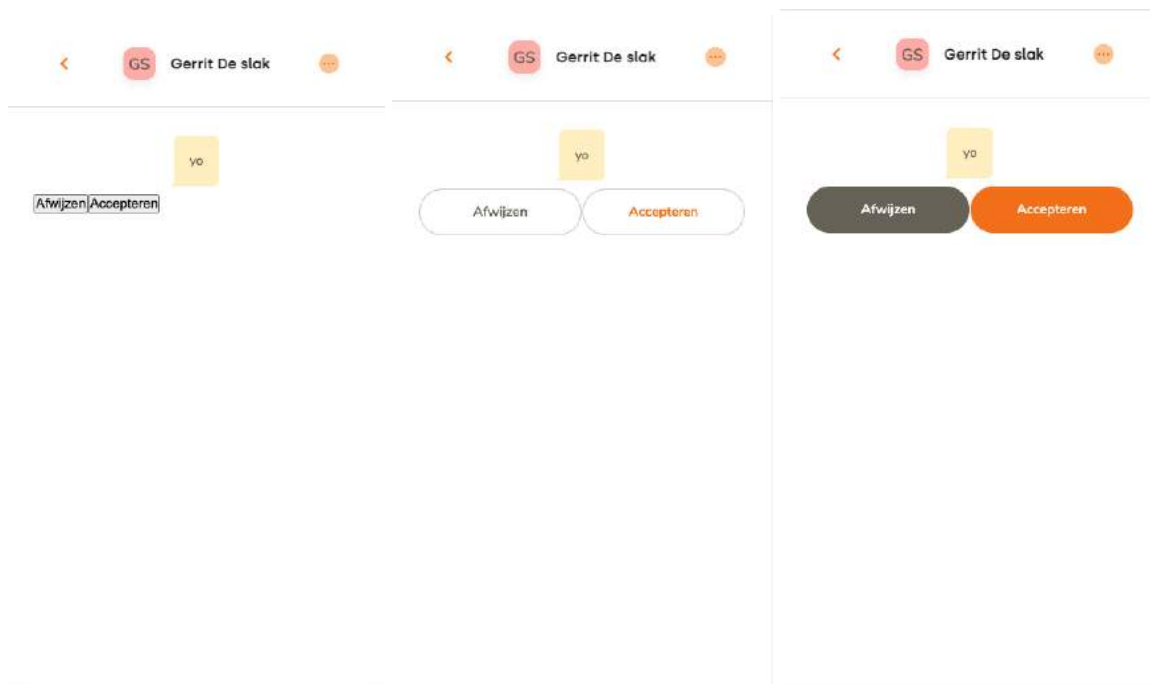 GS Gerrit De slak
yo
Afwijzen Accepteren
GS Gerrit De slak
yo
Afwijzen Accepteren
GS Gerrit De slak
yo
Afwijzen Accepteren